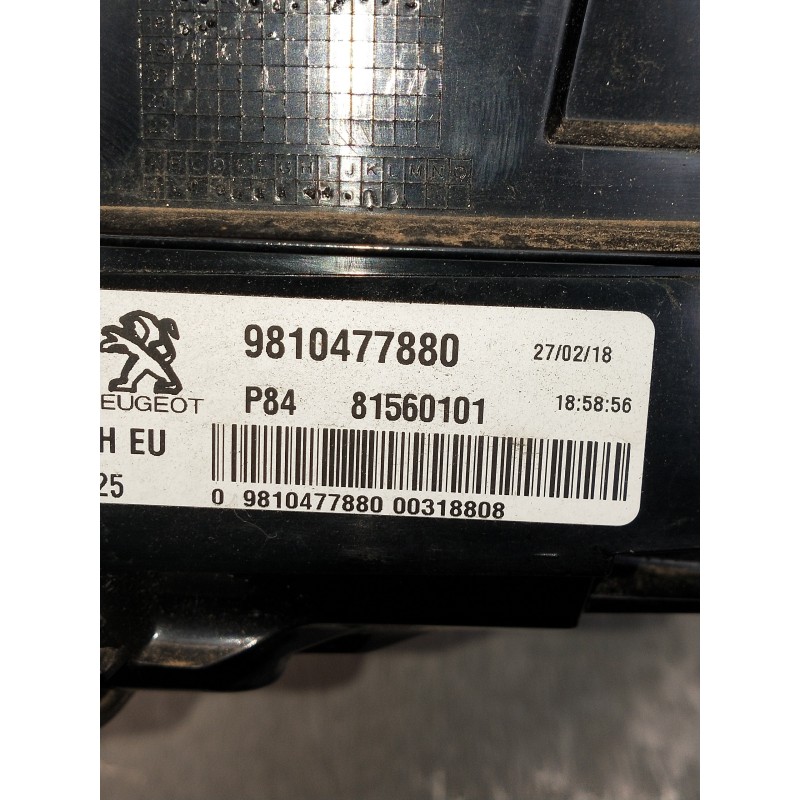 A B C D E F G H I J K L M N O
9810477880 27/02/18
EUGEOT
P84 81560101 18:58:56
H EU
25
0 9810477880 00318808